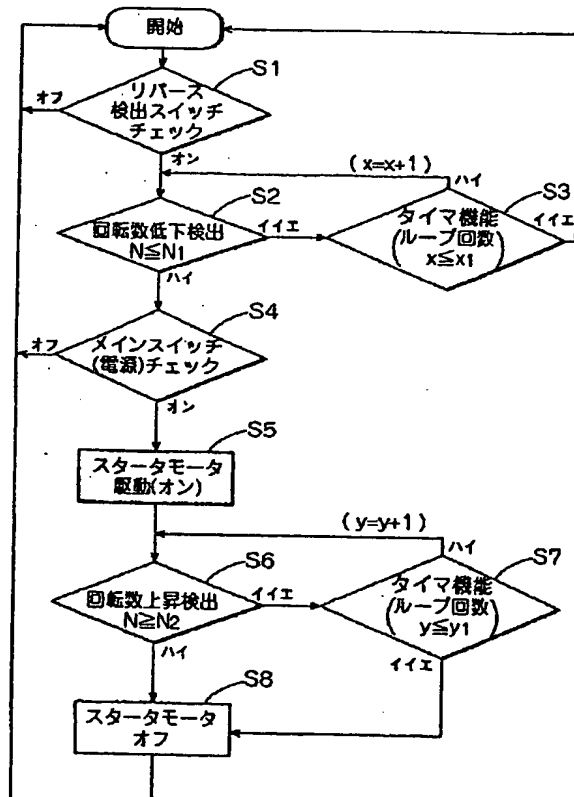 開始
S1
リバース
検出スイッチ
チェック
オフ
オン
(x=x+1)
ハイ
S2
回転数低下検出
N≦N1
イイエ
ハイ
S3
タイマ機能
(ループ回数)
x≦x1
イイエ
S4
メインスイッチ
(電源)チェック
オフ
オン
S5
スタータモータ
駆動(オン)
(y=y+1)
ハイ
S6
回転数上昇検出
N≧N2
イイエ
ハイ
S7
タイマ機能
(ループ回数)
y≦y1
イイエ
S8
スタータモータ
オフ